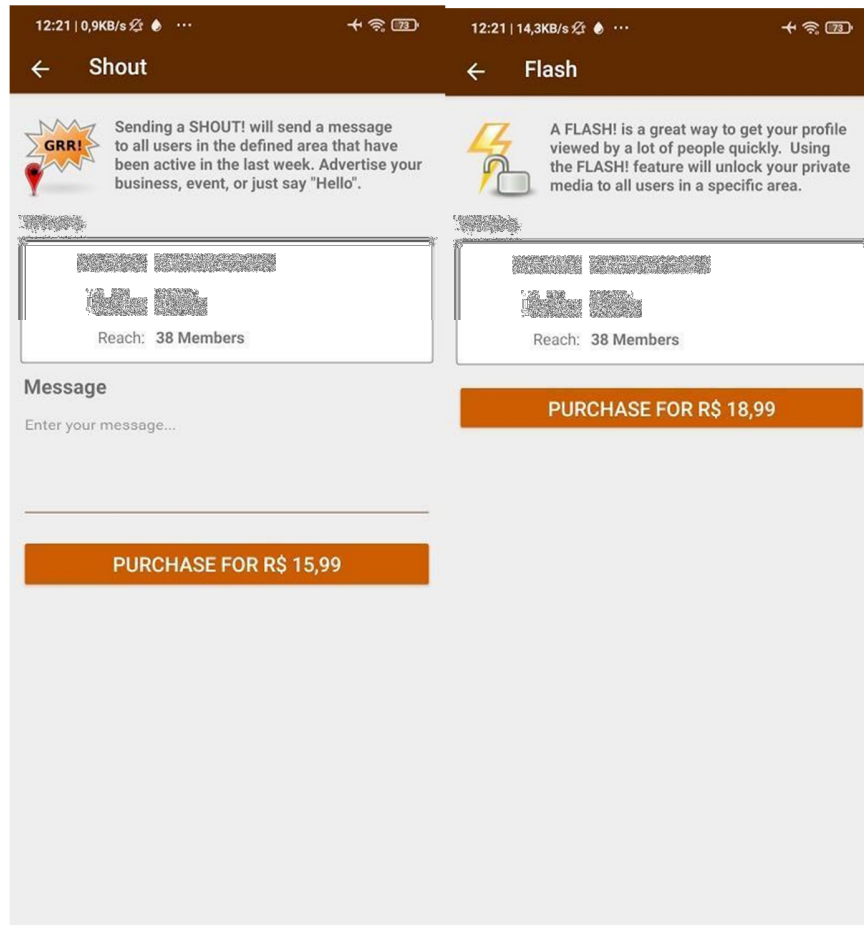 12:21 | 0,9KB/s
73
Shout
GRR!
Sending a SHOUT! will send a message
to all users in the defined area that have
been active in the last week. Advertise your
business, event, or just say "Hello".
Reach: 38 Members
Message
Enter your message...
PURCHASE FOR R$ 15,99
12:21 | 14,3KB/s
73
Flash
A FLASH! is a great way to get your profile
viewed by a lot of people quickly. Using
the FLASH! feature will unlock your private
media to all users in a specific area.
Reach: 38 Members
PURCHASE FOR R$ 18,99